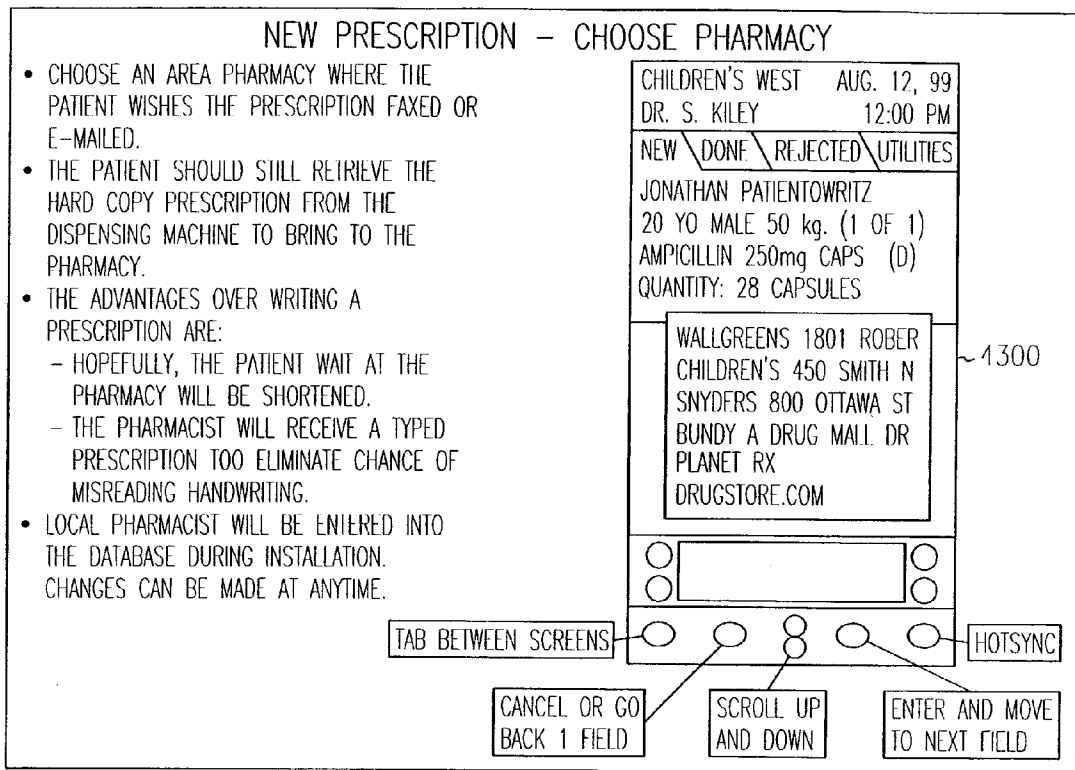 NEW PRESCRIPTION – CHOOSE PHARMACY
• CHOOSE AN AREA PHARMACY WHERE THE
PATIENT WISHES THE PRESCRIPTION FAXED OR
E-MAILED.
• THE PATIENT SHOULD STILL RETRIEVE THE
HARD COPY PRESCRIPTION FROM THE
DISPENSING MACHINE TO BRING TO THE
PHARMACY.
• THE ADVANTAGES OVER WRITING A
PRESCRIPTION ARE:
– HOPEFULLY, THE PATIENT WAIT AT THE
PHARMACY WILL BE SHORTENED.
– THE PHARMACIST WILL RECEIVE A TYPED
PRESCRIPTION TOO ELIMINATE CHANCE OF
MISREADING HANDWRITING.
• LOCAL PHARMACIST WILL BE ENTERED INTO
THE DATABASE DURING INSTALLATION.
CHANGES CAN BE MADE AT ANYTIME.
CHILDREN'S WEST AUG. 12, 99
DR. S. KILEY 12:00 PM
NEW DONE REJECTED UTILITIES
JONATHAN PATIENTOWRITZ
20 YO MALE 50 kg. (1 OF 1)
AMPICILLIN 250mg CAPS (D)
QUANTITY: 28 CAPSULES
WALLGREENS 1801 ROBER
CHILDREN'S 450 SMITH N
SNYDERS 800 OTTAWA ST
BUNDY A DRUG MALL DR
PLANET RX
DRUGSTORE.COM
1300
TAB BETWEEN SCREENS
HOTSYNC
CANCEL OR GO
BACK 1 FIELD
SCROLL UP
AND DOWN
ENTER AND MOVE
TO NEXT FIELD